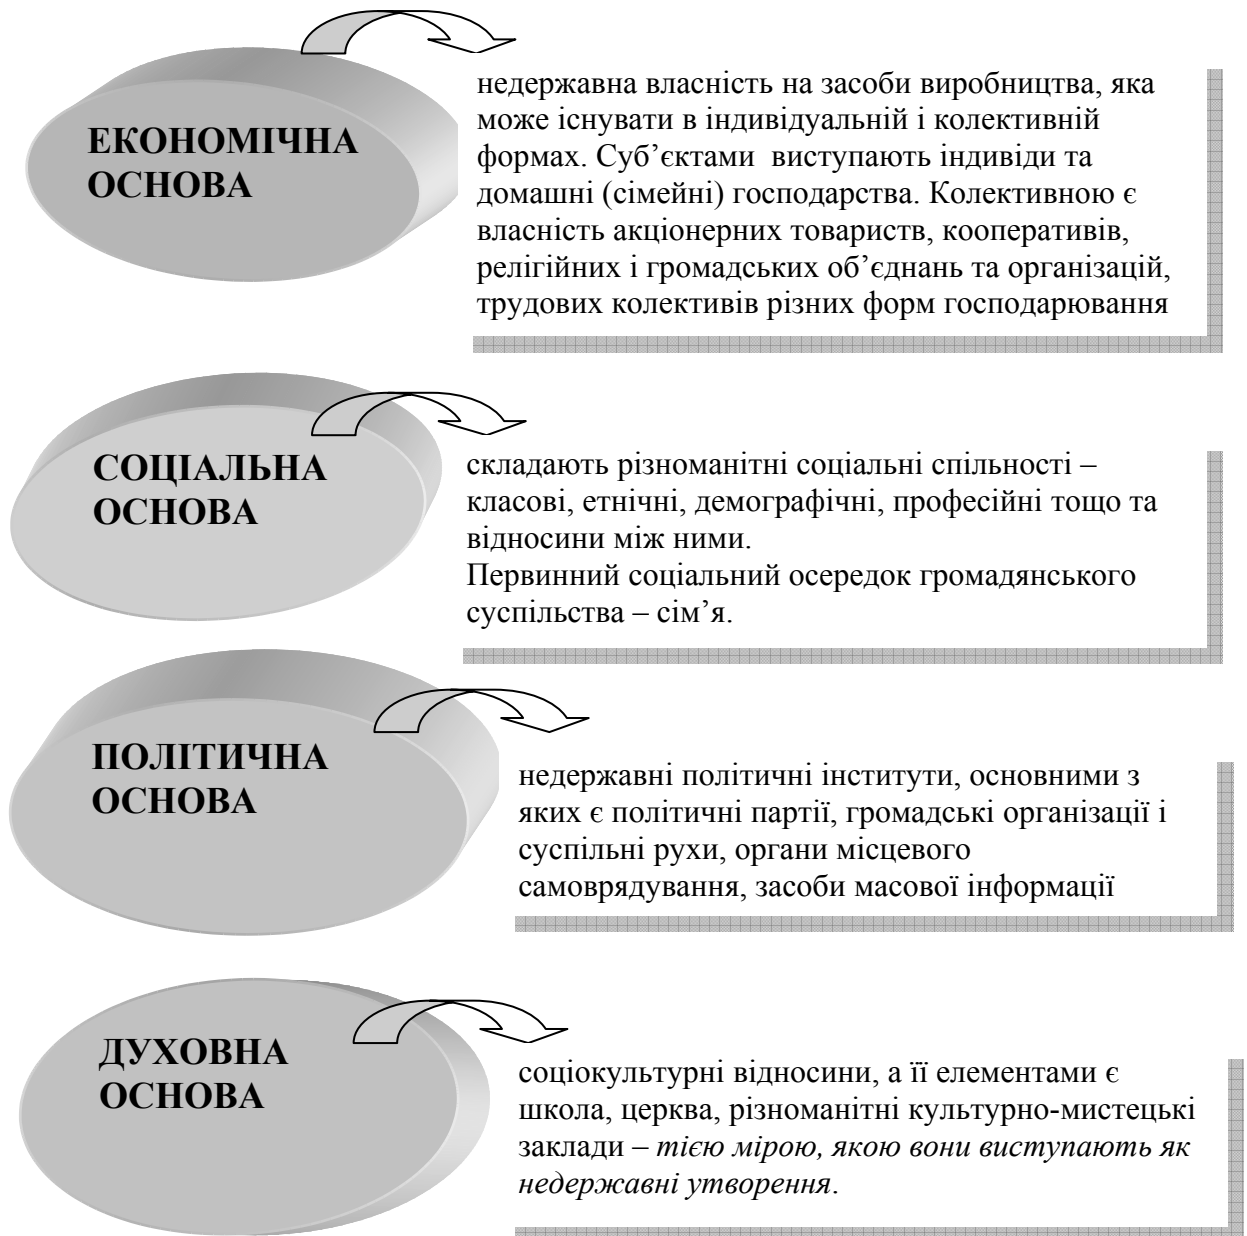 ЕКОНОМІЧНА
ОСНОВА
недержавна власність на засоби виробництва, яка
може існувати в індивідуальній і колективній
формах. Суб’єктами виступають індивіди та
домашні (сімейні) господарства. Колективною є
власність акціонерних товариств, кооперативів,
релігійних і громадських об’єднань та організацій,
трудових колективів різних форм господарювання
СОЦІАЛЬНА
ОСНОВА
складають різноманітні соціальні спільності –
класові, етнічні, демографічні, професійні тощо та
відносини між ними.
Первинний соціальний осередок громадянського
суспільства – сім’я.
ПОЛІТИЧНА
ОСНОВА
недержавні політичні інститути, основними з
яких є політичні партії, громадські організації і
суспільні рухи, органи місцевого
самоврядування, засоби масової інформації
ДУХОВНА
ОСНОВА
соціокультурні відносини, а її елементами є
школа, церква, різноманітні культурно-мистецькі
заклади – тією мірою, якою вони виступають як
недержавні утворення.